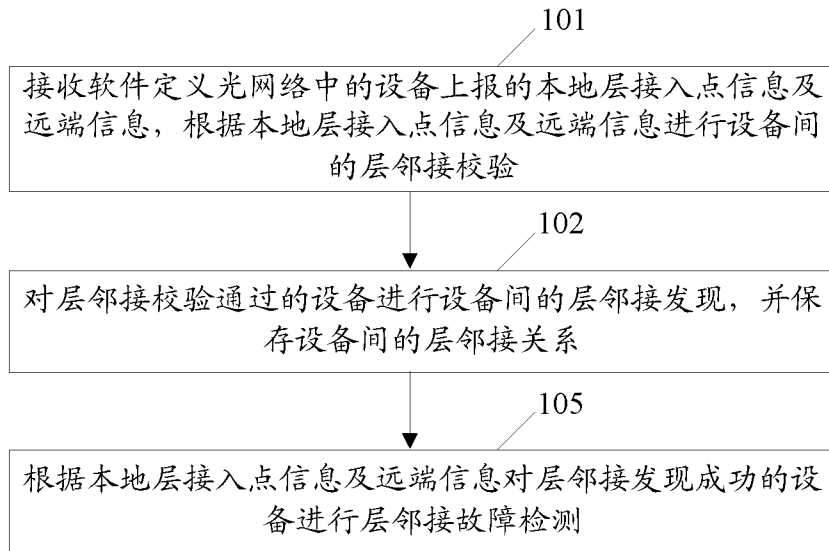 101
接收软件定义光网络中的设备上报的本地层接入点信息及
远端信息，根据本地层接入点信息及远端信息进行设备间
的层邻接校验
102
对层邻接校验通过的设备进行设备间的层邻接发现，并保
存设备间的层邻接关系
105
根据本地层接入点信息及远端信息对层邻接发现成功的设
备进行层邻接故障检测